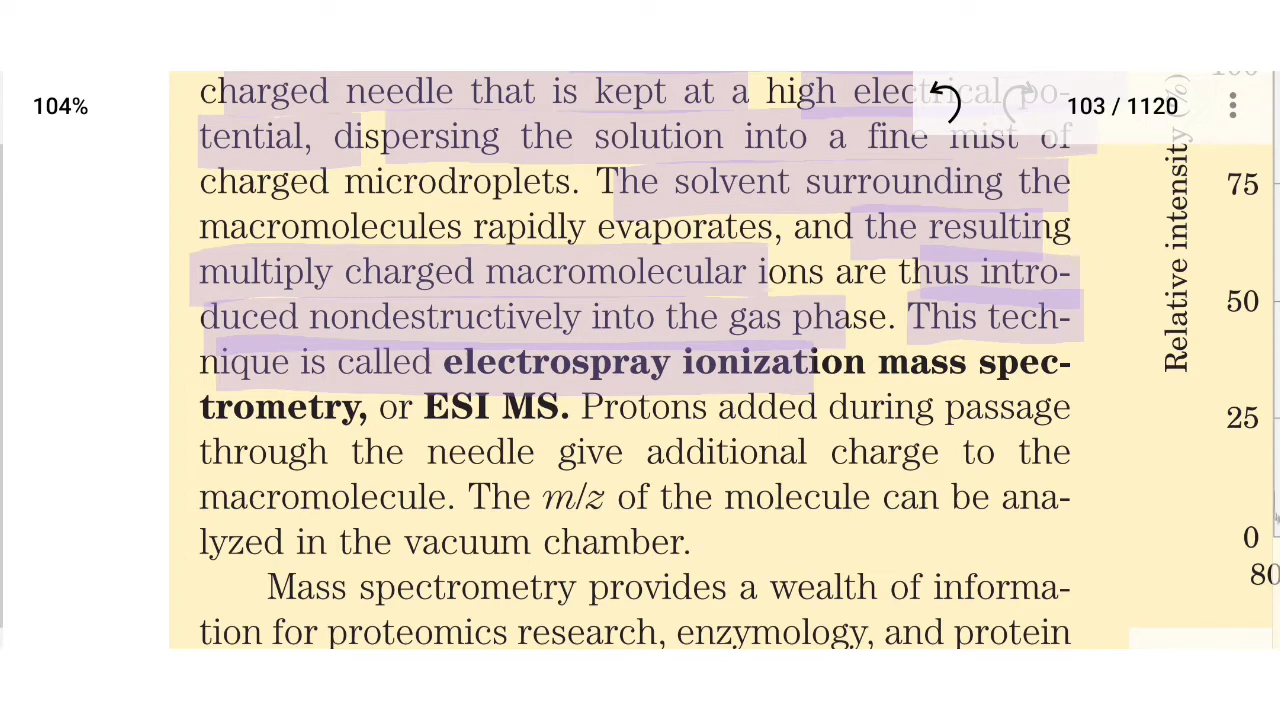 104%
103 / 1120
charged needle that is kept at a high electrical po-
tential, dispersing the solution into a fine mist of
charged microdroplets. The solvent surrounding the
macromolecules rapidly evaporates, and the resulting
multiply charged macromolecular ions are thus intro-
duced nondestructively into the gas phase. This tech-
nique is called electrospray ionization mass spec-
trometry, or ESI MS. Protons added during passage
through the needle give additional charge to the
macromolecule. The m/z of the molecule can be ana-
lyzed in the vacuum chamber.
Mass spectrometry provides a wealth of informa-
tion for proteomics research, enzymology, and protein
Relative intensity (%)
100
75
50
25
0
80